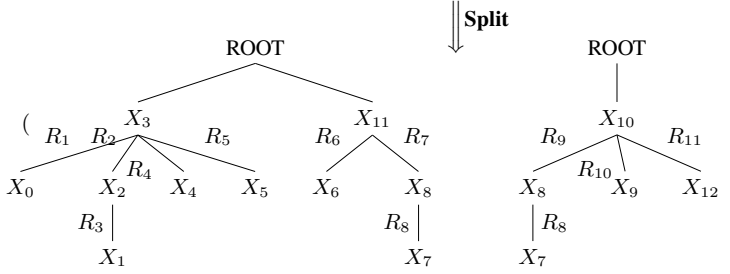 Split
ROOT ROOT
( X₃ X₁₁ X₁₀
R₁ R₂ R₄ R₅ R₆ R₇ R₉ R₁₀ R₁₁
X₀ X₂ X₄ X₅ X₆ X₈ X₈ X₉ X₁₂
R₃ R₈ R₈
X₁ X₇ X₇